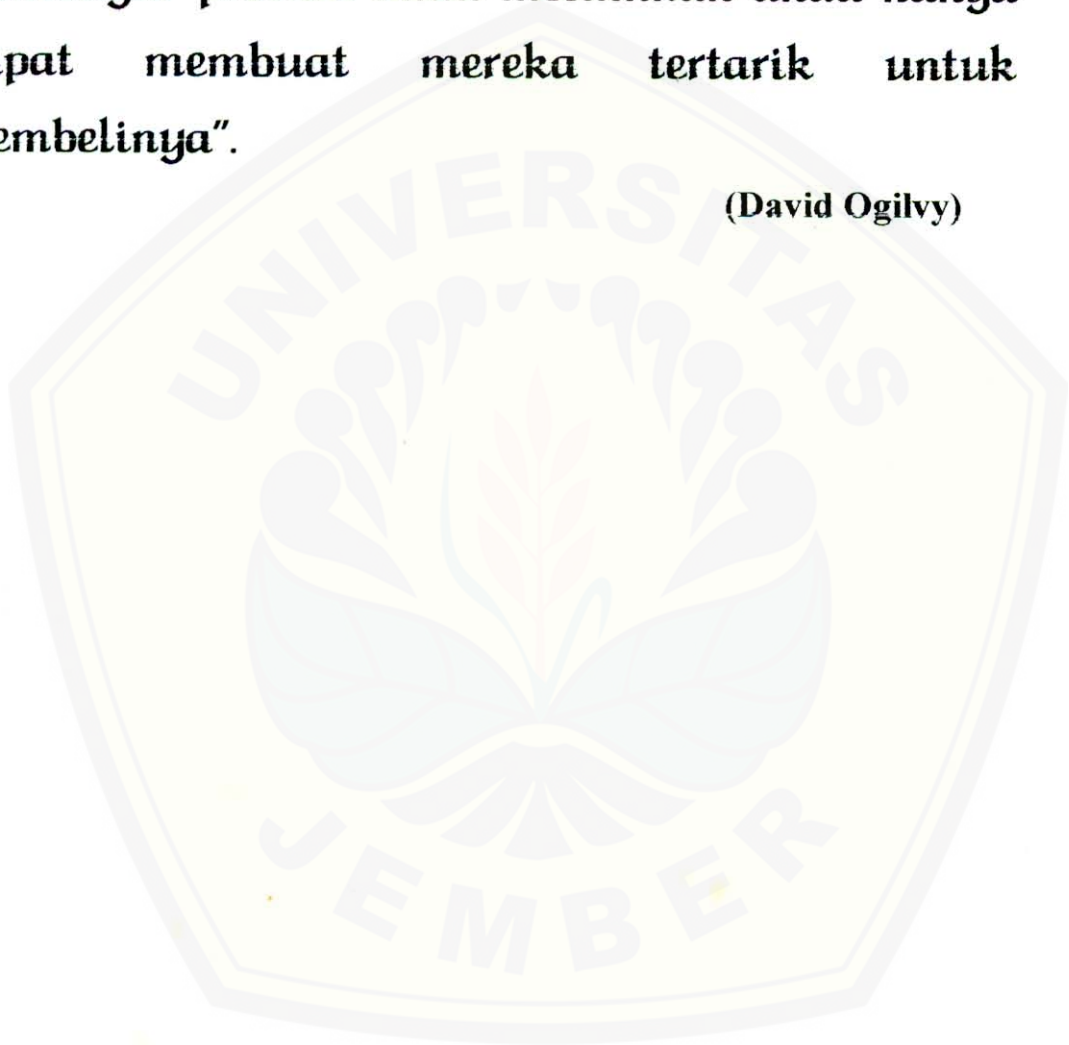 pat membuat mereka tertarik untuk
embelinya".
(David Ogilvy)
UNIVERSITAS
JEMBER